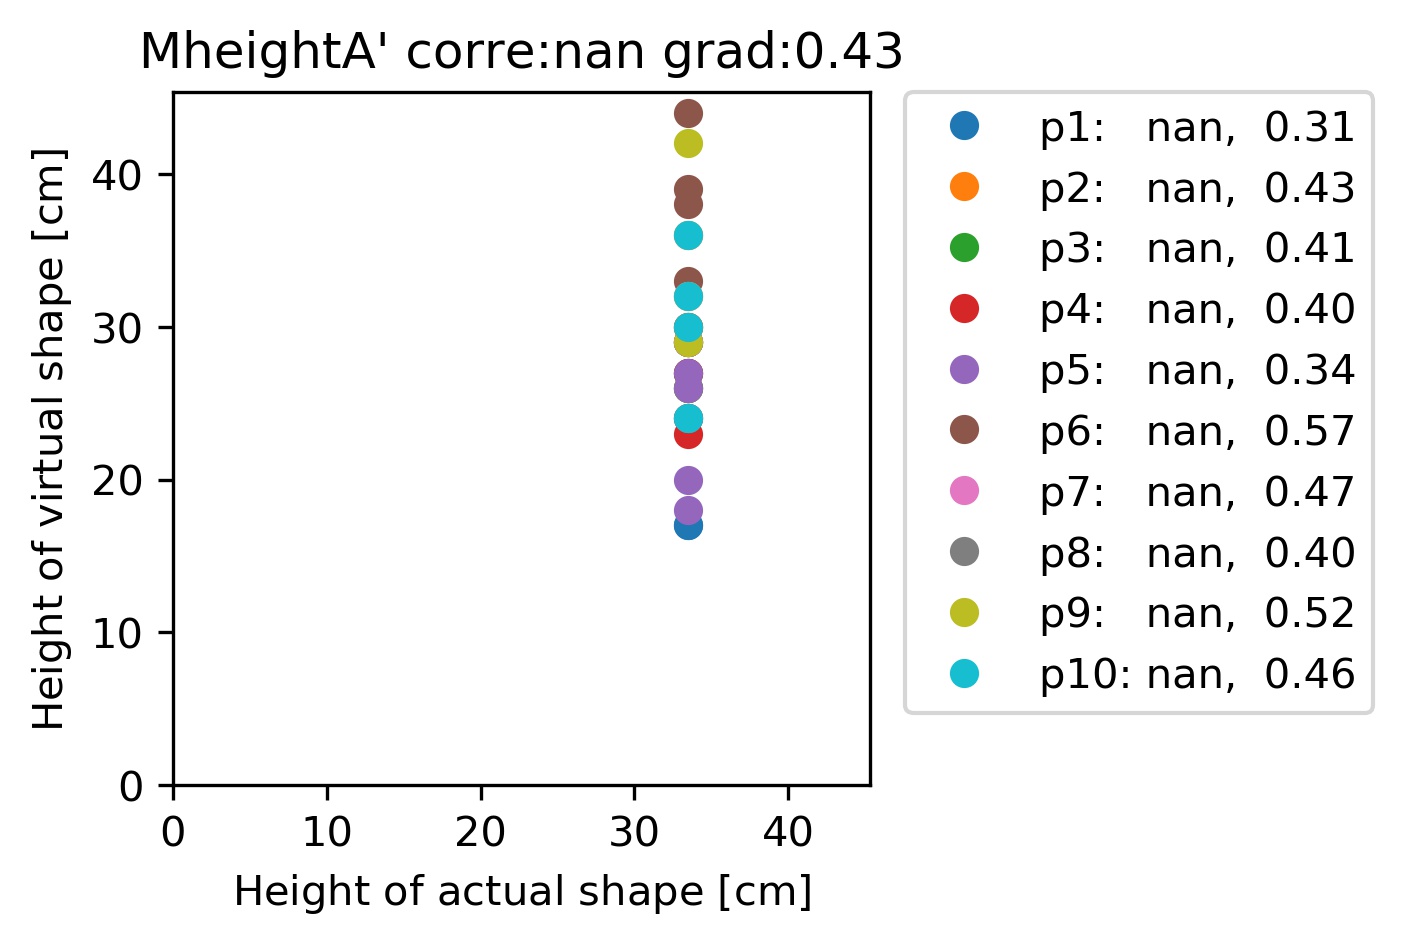 MheightA' corre:nan grad:0.43
Height of virtual shape [cm]
40
30
20
10
0
0 10 20 30 40
Height of actual shape [cm]
p1: nan, 0.31
p2: nan, 0.43
p3: nan, 0.41
p4: nan, 0.40
p5: nan, 0.34
p6: nan, 0.57
p7: nan, 0.47
p8: nan, 0.40
p9: nan, 0.52
p10: nan, 0.46